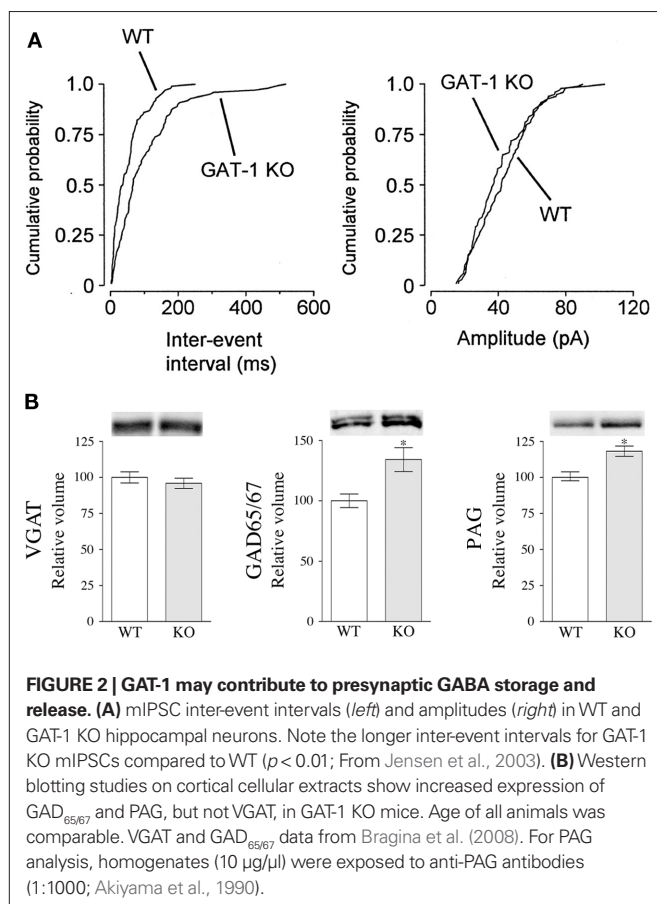 A
WT
GAT-1 KO
Cumulative probability
1.0
0.75
0.5
0.25
0
0 200 400 600
Inter-event
interval (ms)
GAT-1 KO
WT
Cumulative probability
1.0
0.75
0.5
0.25
0
0 40 80 120
Amplitude (pA)
B
VGAT
Relative volume
125
100
75
50
25
0
WT KO
GAD65/67
Relative volume
150
100
50
0
*
WT KO
PAG
Relative volume
125
100
75
50
25
0
*
WT KO
FIGURE 2 | GAT-1 may contribute to presynaptic GABA storage and
release. (A) mIPSC inter-event intervals (left) and amplitudes (right) in WT and
GAT-1 KO hippocampal neurons. Note the longer inter-event intervals for GAT-1
KO mIPSCs compared to WT (p < 0.01; From Jensen et al., 2003). (B) Western
blotting studies on cortical cellular extracts show increased expression of
GAD65/67 and PAG, but not VGAT, in GAT-1 KO mice. Age of all animals was
comparable. VGAT and GAD65/67 data from Bragina et al. (2008). For PAG
analysis, homogenates (10 µg/µl) were exposed to anti-PAG antibodies
(1:1000; Akiyama et al., 1990).